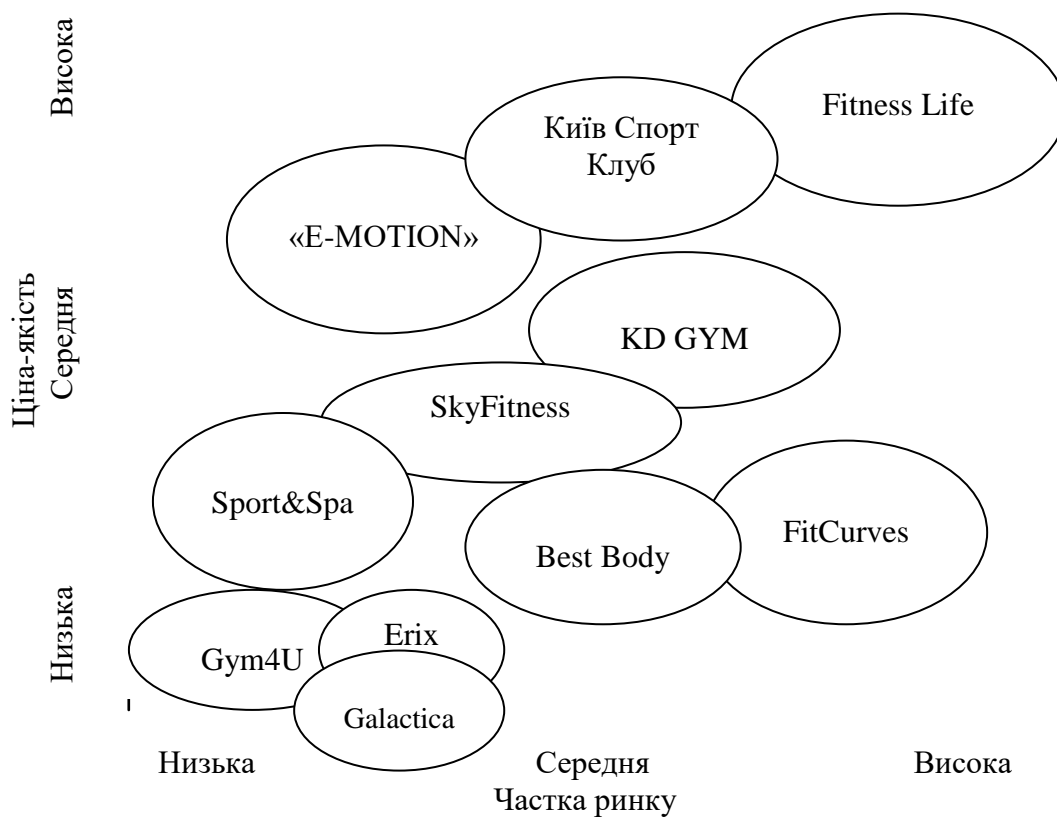 Висока
Fitness Life
Київ Спорт
Клуб
«E-MOTION»
Ціна-якість
Середня
KD GYM
SkyFitness
Sport&Spa
FitCurves
Best Body
Низька
Erix
Gym4U
Galactica
Низька
Середня
Висока
Частка ринку